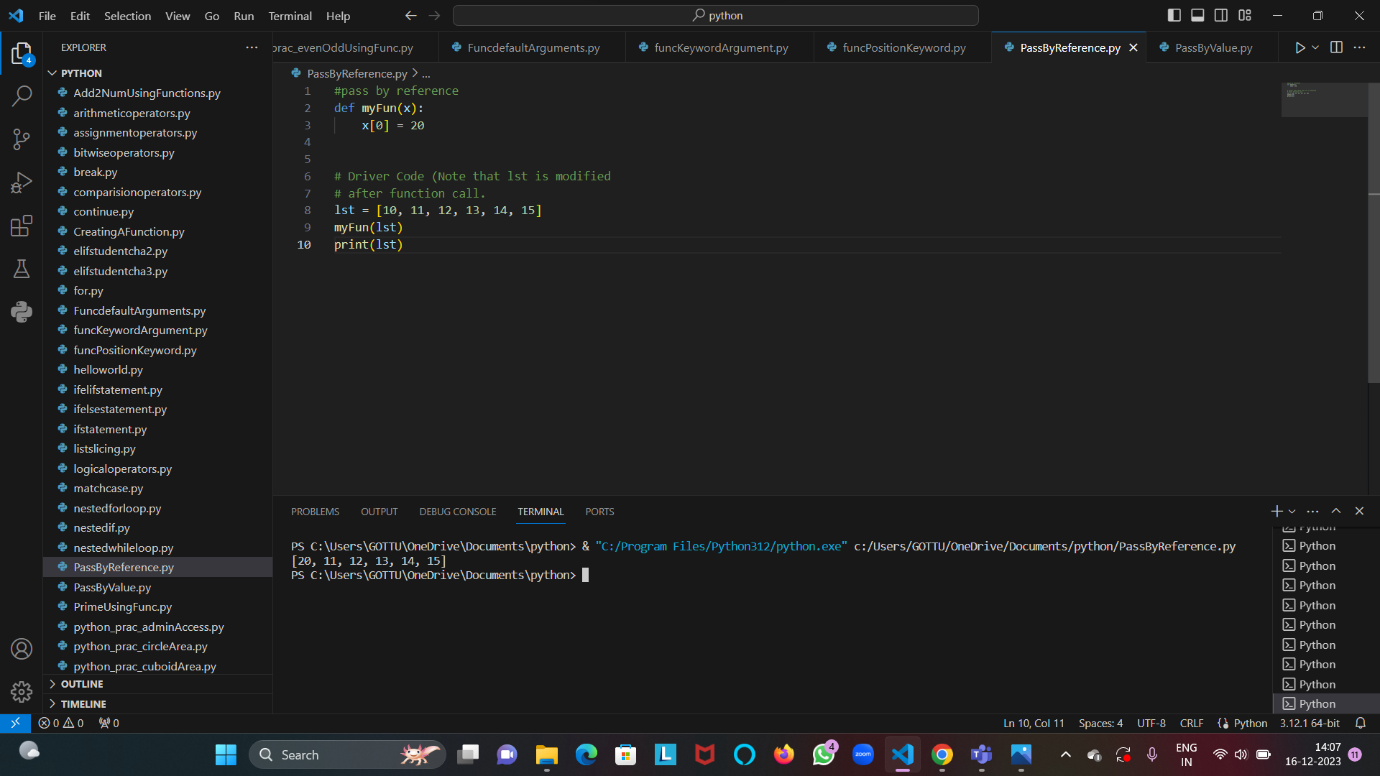 File Edit Selection View Go Run Terminal Help
python
EXPLORER
prac_evenOddUsingFunc.py FuncdefaultArguments.py funcKeywordArgument.py funcPositionKeyword.py PassByReference.py PassByValue.py
PYTHON
Add2NumUsingFunctions.py
arithmeticoperators.py
assignmentoperators.py
bitwiseoperators.py
break.py
comparisionoperators.py
continue.py
CreatingAFunction.py
elifstudentcha2.py
elifstudentcha3.py
for.py
FuncdefaultArguments.py
funcKeywordArgument.py
funcPositionKeyword.py
helloworld.py
ifelifstatement.py
ifelsestatement.py
ifstatement.py
listslicing.py
logicaloperators.py
matchcase.py
nestedforloop.py
nestedif.py
nestedwhileloop.py
PassByReference.py
PassByValue.py
PrimeUsingFunc.py
python_prac_adminAccess.py
python_prac_circleArea.py
python_prac_cuboidArea.py
OUTLINE
TIMELINE
4
PassByReference.py > ...
1 #pass by reference
2 def myFun(x):
3     x[0] = 20
4
5
6 # Driver Code (Note that lst is modified
7 # after function call.
8 lst = [10, 11, 12, 13, 14, 15]
9 myFun(lst)
10 print(lst)
PROBLEMS OUTPUT DEBUG CONSOLE TERMINAL PORTS
PS C:\Users\GOTTU\OneDrive\Documents\python> & "C:/Program Files/Python312/python.exe" c:/Users/GOTTU/OneDrive/Documents/python/PassByReference.py
[20, 11, 12, 13, 14, 15]
PS C:\Users\GOTTU\OneDrive\Documents\python>
Python
Python
Python
Python
Python
Python
Python
Python
Python
Python
0 0 0
Ln 10, Col 11 Spaces: 4 UTF-8 CRLF Python 3.12.1 64-bit
Search
L
4
zoom
ENG
IN
14:07
16-12-2023
11